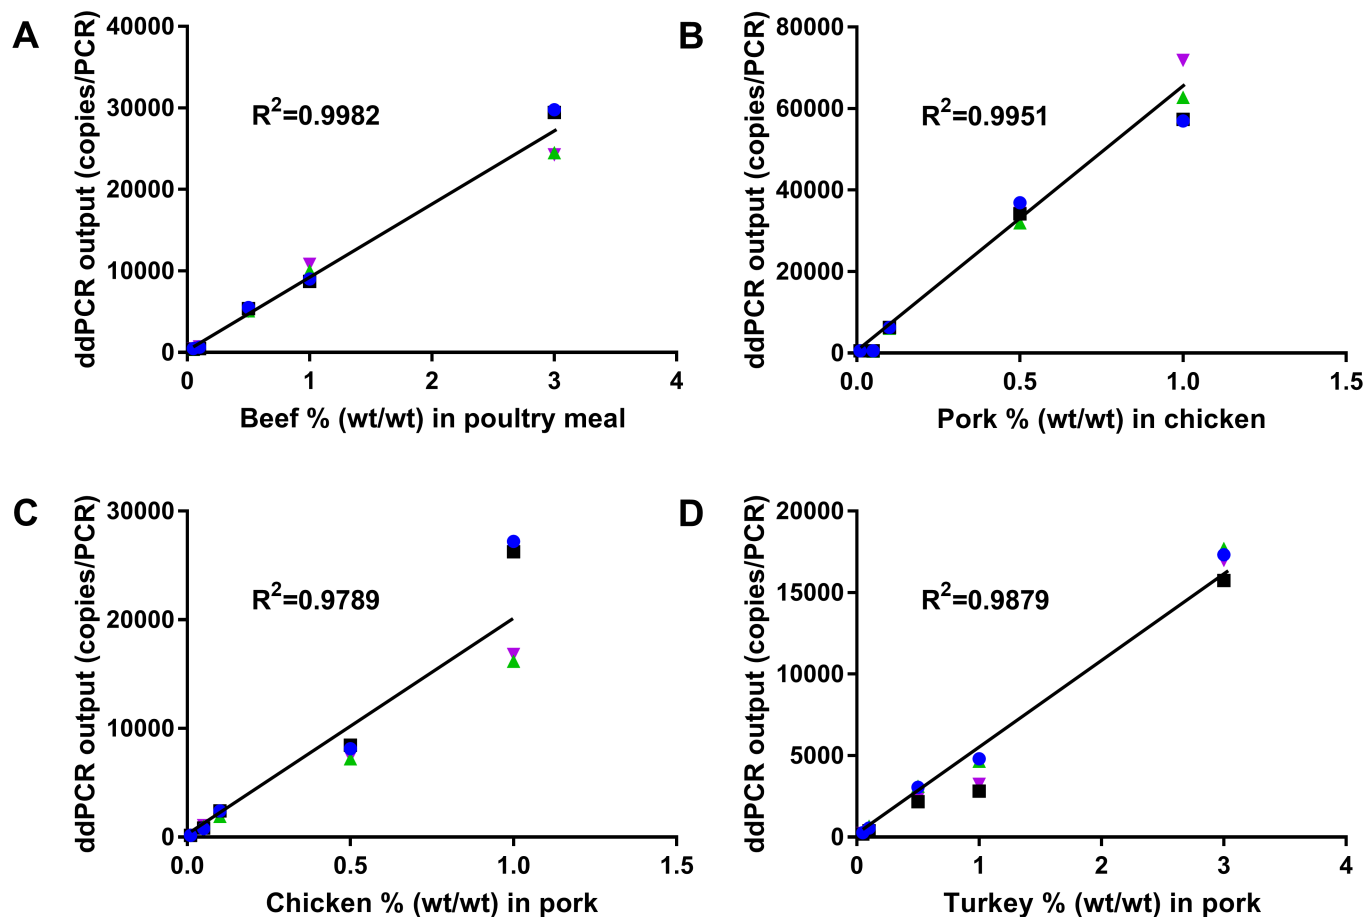 A
ddPCR output (copies/PCR)
40000
30000
20000
10000
0
R²=0.9982
0 1 2 3 4
Beef % (wt/wt) in poultry meal
B
ddPCR output (copies/PCR)
80000
60000
40000
20000
0
R²=0.9951
0.0 0.5 1.0 1.5
Pork % (wt/wt) in chicken
C
ddPCR output (copies/PCR)
30000
20000
10000
0
R²=0.9789
0.0 0.5 1.0 1.5
Chicken % (wt/wt) in pork
D
ddPCR output (copies/PCR)
20000
15000
10000
5000
0
R²=0.9879
0 1 2 3 4
Turkey % (wt/wt) in pork